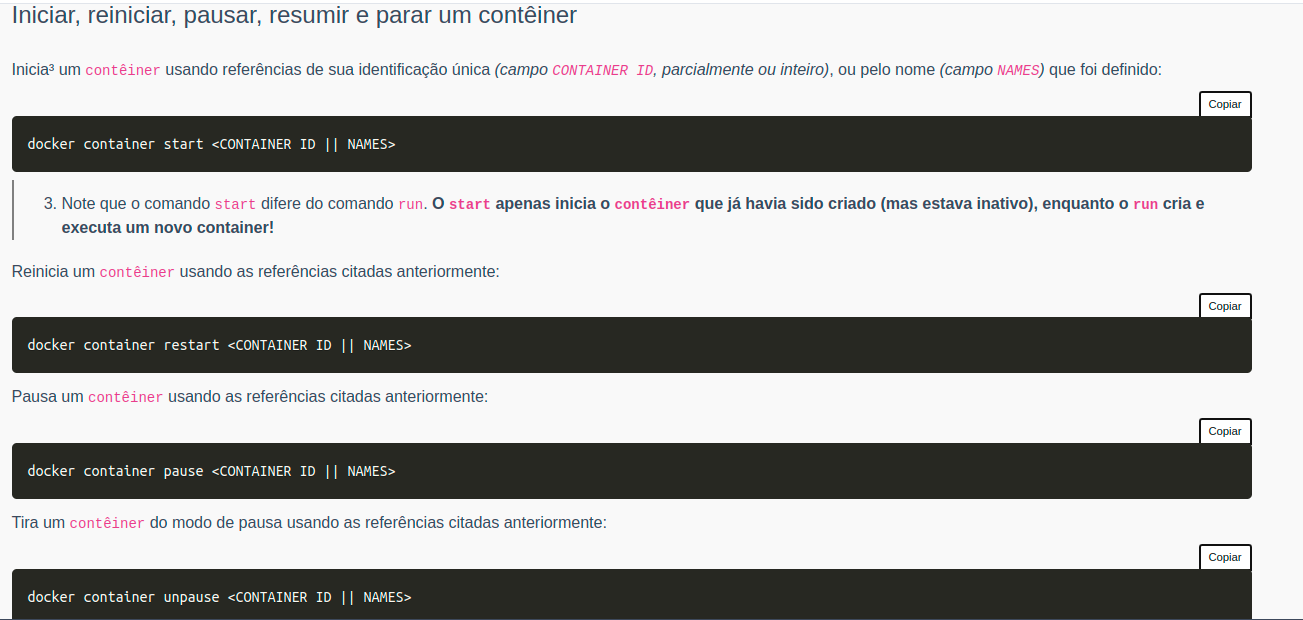 Iniciar, reiniciar, pausar, resumir e parar um contêiner
Inicia³ um contêiner usando referências de sua identificação única (campo CONTAINER ID, parcialmente ou inteiro), ou pelo nome (campo NAMES) que foi definido:
Copiar
docker container start <CONTAINER ID || NAMES>
3. Note que o comando start difere do comando run. O start apenas inicia o contêiner que já havia sido criado (mas estava inativo), enquanto o run cria e
executa um novo container!
Reinicia um contêiner usando as referências citadas anteriormente:
Copiar
docker container restart <CONTAINER ID || NAMES>
Pausa um contêiner usando as referências citadas anteriormente:
Copiar
docker container pause <CONTAINER ID || NAMES>
Tira um contêiner do modo de pausa usando as referências citadas anteriormente:
Copiar
docker container unpause <CONTAINER ID || NAMES>